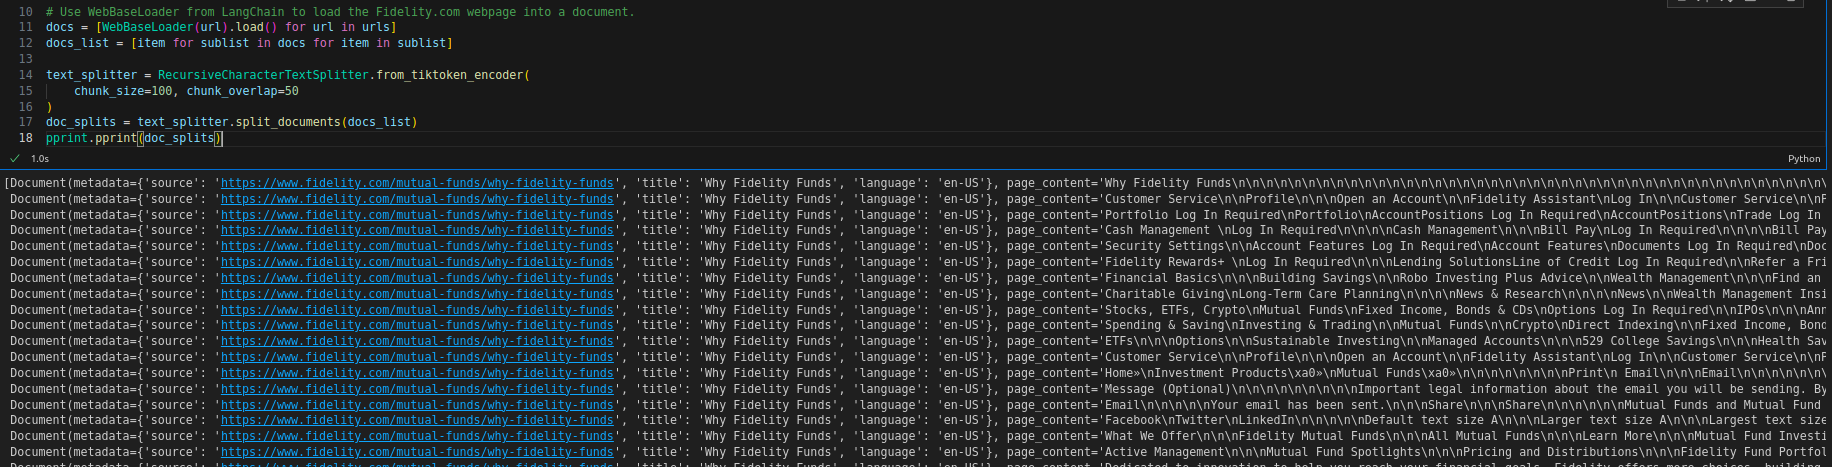 10 # Use WebBaseLoader from LangChain to load the Fidelity.com webpage into a document.
11 docs = [WebBaseLoader(url).load() for url in urls]
12 docs_list = [item for sublist in docs for item in sublist]
13
14 text_splitter = RecursiveCharacterTextSplitter.from_tiktoken_encoder(
15     chunk_size=100, chunk_overlap=50
16 )
17 doc_splits = text_splitter.split_documents(docs_list)
18 pprint.pprint(doc_splits)
1.0s Python
[Document(metadata={'source': 'https://www.fidelity.com/mutual-funds/why-fidelity-funds', 'title': 'Why Fidelity Funds', 'language': 'en-US'}, page_content='Why Fidelity Funds\n\n\n\n\n\n\n\n\n\n\n\n\n\n\n\n\n\n\n\n\n\n\n\n\n\n\n\n\n\n\n\n\n\n\n\n\n\n\n\n\n\n\
Document(metadata={'source': 'https://www.fidelity.com/mutual-funds/why-fidelity-funds', 'title': 'Why Fidelity Funds', 'language': 'en-US'}, page_content='Customer Service\n\nProfile\n\n\nOpen an Account\n\nFidelity Assistant\nLog In\n\nCustomer Service\n\nP
Document(metadata={'source': 'https://www.fidelity.com/mutual-funds/why-fidelity-funds', 'title': 'Why Fidelity Funds', 'language': 'en-US'}, page_content='Portfolio Log In Required\nPortfolio\nAccountPositions Log In Required\nAccountPositions\nTrade Log In
Document(metadata={'source': 'https://www.fidelity.com/mutual-funds/why-fidelity-funds', 'title': 'Why Fidelity Funds', 'language': 'en-US'}, page_content='Cash Management \nLog In Required\n\n\n\nCash Management\n\n\nBill Pay\nLog In Required\n\n\n\nBill Pay
Document(metadata={'source': 'https://www.fidelity.com/mutual-funds/why-fidelity-funds', 'title': 'Why Fidelity Funds', 'language': 'en-US'}, page_content='Security Settings\n\nAccount Features Log In Required\nAccount Features\nDocuments Log In Required\nDoc
Document(metadata={'source': 'https://www.fidelity.com/mutual-funds/why-fidelity-funds', 'title': 'Why Fidelity Funds', 'language': 'en-US'}, page_content='Fidelity Rewards+ \nLog In Required\n\n\nLending SolutionsLine of Credit Log In Required\n\nRefer a Fri
Document(metadata={'source': 'https://www.fidelity.com/mutual-funds/why-fidelity-funds', 'title': 'Why Fidelity Funds', 'language': 'en-US'}, page_content='Financial Basics\n\n\nBuilding Savings\n\nRobo Investing Plus Advice\n\nWealth Management\n\n\nFind an
Document(metadata={'source': 'https://www.fidelity.com/mutual-funds/why-fidelity-funds', 'title': 'Why Fidelity Funds', 'language': 'en-US'}, page_content='Charitable Giving\nLong-Term Care Planning\n\n\n\nNews & Research\n\n\n\nNews\n\nWealth Management Insi
Document(metadata={'source': 'https://www.fidelity.com/mutual-funds/why-fidelity-funds', 'title': 'Why Fidelity Funds', 'language': 'en-US'}, page_content='Stocks, ETFs, Crypto\nMutual Funds\nFixed Income, Bonds & CDs\nOptions Log In Required\n\nIPOs\n\n\nAnn
Document(metadata={'source': 'https://www.fidelity.com/mutual-funds/why-fidelity-funds', 'title': 'Why Fidelity Funds', 'language': 'en-US'}, page_content='Spending & Saving\nInvesting & Trading\n\nMutual Funds\n\nCrypto\nDirect Indexing\n\nFixed Income, Bond
Document(metadata={'source': 'https://www.fidelity.com/mutual-funds/why-fidelity-funds', 'title': 'Why Fidelity Funds', 'language': 'en-US'}, page_content='ETFs\n\n\nOptions\n\nSustainable Investing\n\nManaged Accounts\n\n\n529 College Savings\n\n\nHealth Sav
Document(metadata={'source': 'https://www.fidelity.com/mutual-funds/why-fidelity-funds', 'title': 'Why Fidelity Funds', 'language': 'en-US'}, page_content='Customer Service\n\nProfile\n\n\nOpen an Account\n\nFidelity Assistant\nLog In\n\nCustomer Service\n\nP
Document(metadata={'source': 'https://www.fidelity.com/mutual-funds/why-fidelity-funds', 'title': 'Why Fidelity Funds', 'language': 'en-US'}, page_content='Home»\nInvestment Products\xa0»\nMutual Funds\xa0»\n\n\n\n\n\n\n\nPrint\n Email\n\n\nEmail\n\n\n\n\n\n\
Document(metadata={'source': 'https://www.fidelity.com/mutual-funds/why-fidelity-funds', 'title': 'Why Fidelity Funds', 'language': 'en-US'}, page_content='Message (Optional)\n\n\n\n\n\n\n\n\nImportant legal information about the email you will be sending. By
Document(metadata={'source': 'https://www.fidelity.com/mutual-funds/why-fidelity-funds', 'title': 'Why Fidelity Funds', 'language': 'en-US'}, page_content='Email\n\n\n\n\nYour email has been sent.\n\n\nShare\n\n\nShare\n\n\n\n\n\nMutual Funds and Mutual Fund
Document(metadata={'source': 'https://www.fidelity.com/mutual-funds/why-fidelity-funds', 'title': 'Why Fidelity Funds', 'language': 'en-US'}, page_content='Facebook\nTwitter\nLinkedIn\n\n\n\n\nDefault text size A\n\n\nLarger text size A\n\n\nLargest text size
Document(metadata={'source': 'https://www.fidelity.com/mutual-funds/why-fidelity-funds', 'title': 'Why Fidelity Funds', 'language': 'en-US'}, page_content='What We Offer\n\n\nFidelity Mutual Funds\n\n\nAll Mutual Funds\n\nLearn More\n\n\nMutual Fund Investi
Document(metadata={'source': 'https://www.fidelity.com/mutual-funds/why-fidelity-funds', 'title': 'Why Fidelity Funds', 'language': 'en-US'}, page_content='Active Management\n\n\nMutual Fund Spotlights\n\n\nPricing and Distributions\n\n\nFidelity Fund Portfol